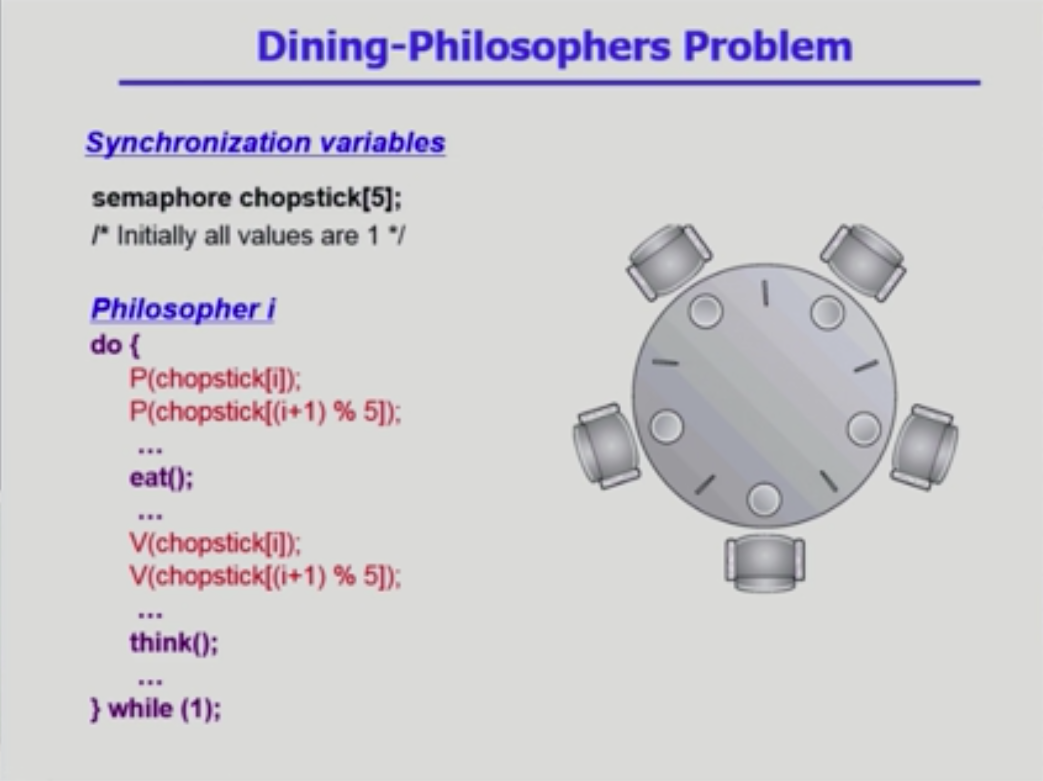 Dining-Philosophers Problem
Synchronization variables
semaphore chopstick[5];
/* Initially all values are 1 */
Philosopher i
do {
P(chopstick[i]);
P(chopstick[(i+1) % 5]);
...
eat();
...
V(chopstick[i]);
V(chopstick[(i+1) % 5]);
...
think();
...
} while (1);